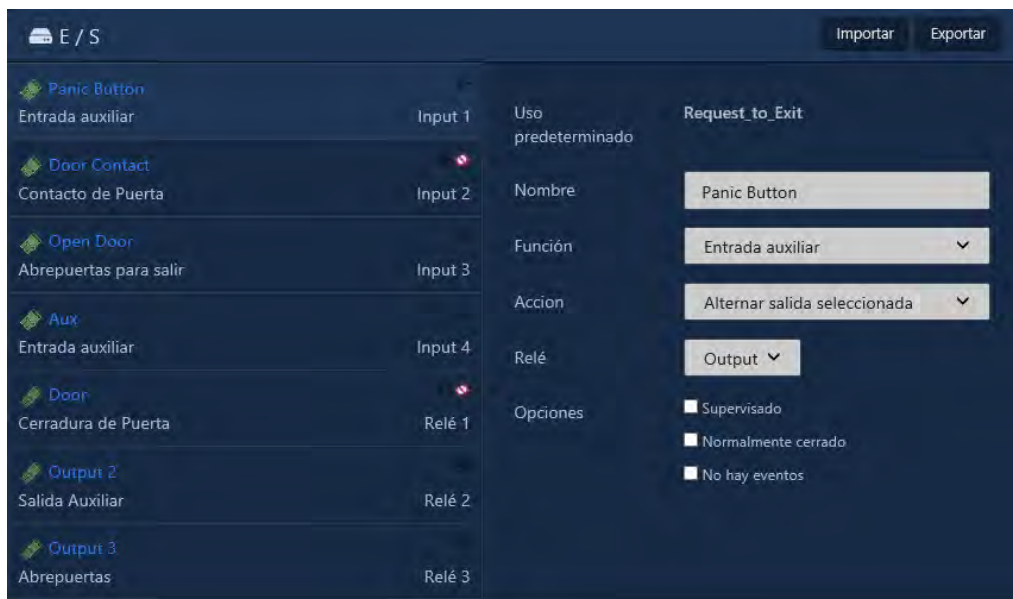 E / S
Importar Exportar
Panic Button
Entrada auxiliar Input 1
Door Contact
Contacto de Puerta Input 2
Open Door
Abrepuertas para salir Input 3
Aux
Entrada auxiliar Input 4
Door
Cerradura de Puerta Relé 1
Output 2
Salida Auxiliar Relé 2
Output 3
Abrepuertas Relé 3
Uso
predeterminado
Request_to_Exit
Nombre Panic Button
Función Entrada auxiliar
Accion Alternar salida seleccionada
Relé Output
Opciones Supervisado
Normalmente cerrado
No hay eventos